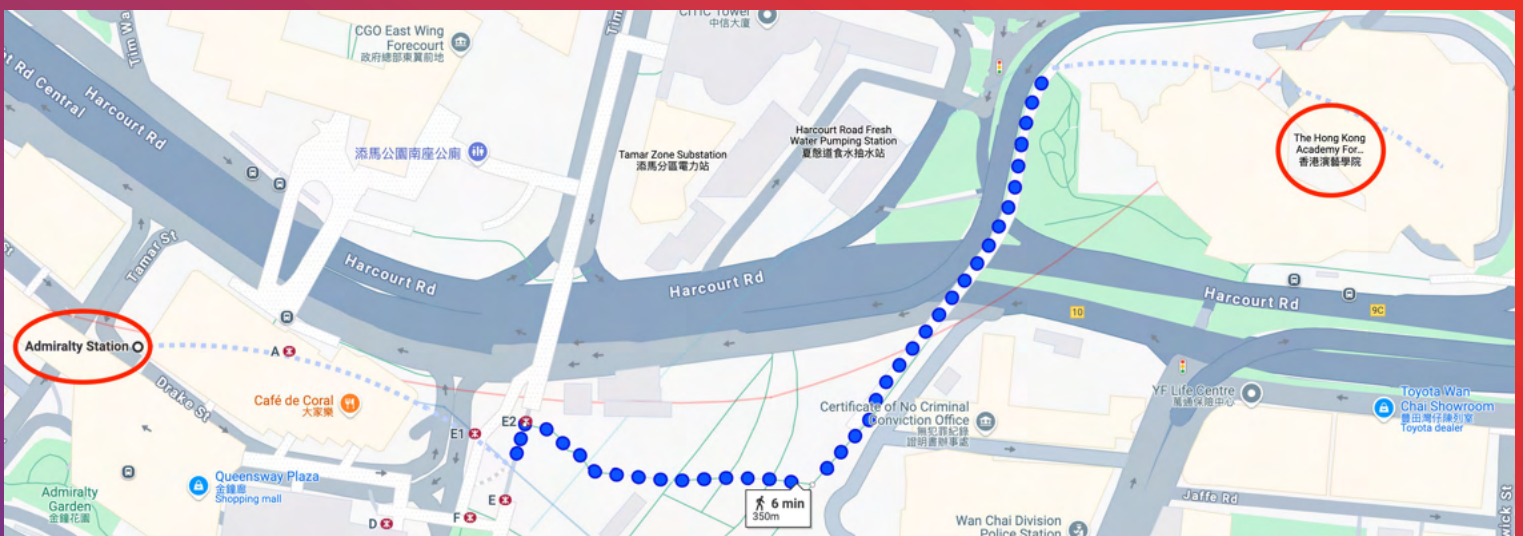 CITIC Tower
中信大廈
CGO East Wing
Forecourt
政府總部東翼前地
Tim Wa
Tim
Rd Central
Harcourt Rd
添馬公園南座公廁
Tamar Zone Substation
添馬分區電力站
Harcourt Road Fresh
Water Pumping Station
夏慤道食水抽水站
The Hong Kong
Academy For...
香港演藝學院
Tamar St
Harcourt Rd
Harcourt Rd
Harcourt Rd
10
9C
Admiralty Station
A
Drake St
Café de Coral
大家樂
E1
E2
E
F
D
Queensway Plaza
金鐘廊
Shopping mall
Admiralty
Garden
金鐘花園
6 min
350m
Certificate of No Criminal
Conviction Office
無犯罪紀錄
證明書辦事處
YF Life Centre
萬通保險中心
Toyota Wan
Chai Showroom
豐田灣仔陳列室
Toyota dealer
Jaffe Rd
wick St
Wan Chai Division
Police Station